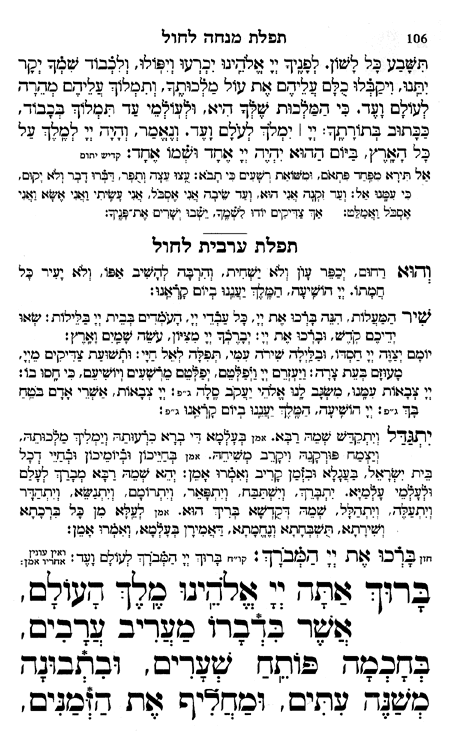 106 תפלת מנחה לחול
תִּשָּׁבַע כָּל לָשׁוֹן. לְפָנֶיךָ יְיָ אֱלֹהֵינוּ יִכְרְעוּ וְיִפּוֹלוּ, וְלִכְבוֹד שִׁמְךָ יְקָר
יִתֵּנוּ, וִיקַבְּלוּ כֻלָּם עֲלֵיהֶם אֶת עוֹל מַלְכוּתֶךָ, וְתִמְלוֹךְ עֲלֵיהֶם מְהֵרָה
לְעוֹלָם וָעֶד. כִּי הַמַּלְכוּת שֶׁלְּךָ הִיא, וּלְעוֹלְמֵי עַד תִּמְלוֹךְ בְּכָבוֹד,
כַּכָּתוּב בְּתוֹרָתֶךָ: יְיָ | יִמְלֹךְ לְעֹלָם וָעֶד. וְנֶאֱמַר, וְהָיָה יְיָ לְמֶלֶךְ עַל
כָּל הָאָרֶץ, בַּיּוֹם הַהוּא יִהְיֶה יְיָ אֶחָד וּשְׁמוֹ אֶחָד: קדיש יתום
אַל תִּירָא מִפַּחַד פִּתְאֹם, וּמִשֹּׁאַת רְשָׁעִים כִּי תָבֹא: עֻצוּ עֵצָה וְתֻפָר, דַּבְּרוּ דָבָר וְלֹא יָקוּם,
כִּי עִמָּנוּ אֵל: וְעַד זִקְנָה אֲנִי הוּא, וְעַד שֵׂיבָה אֲנִי אֶסְבֹּל, אֲנִי עָשִׂיתִי וַאֲנִי אֶשָּׂא וַאֲנִי
אֶסְבֹּל וַאֲמַלֵּט: אַךְ צַדִּיקִים יוֹדוּ לִשְׁמֶךָ, יֵשְׁבוּ יְשָׁרִים אֶת־פָּנֶיךָ:
תפלת ערבית לחול
וְהוּא רַחוּם, יְכַפֵּר עָוֹן וְלֹא יַשְׁחִית, וְהִרְבָּה לְהָשִׁיב אַפּוֹ, וְלֹא יָעִיר כָּל
חֲמָתוֹ. יְיָ הוֹשִׁיעָה, הַמֶּלֶךְ יַעֲנֵנוּ בְיוֹם קָרְאֵנוּ:
שִׁיר הַמַּעֲלוֹת, הִנֵּה בָּרְכוּ אֶת יְיָ, כָּל עַבְדֵי יְיָ, הָעֹמְדִים בְּבֵית יְיָ בַּלֵּילוֹת: שְׂאוּ
יְדֵיכֶם קֹדֶשׁ, וּבָרְכוּ אֶת יְיָ: יְבָרֶכְךָ יְיָ מִצִּיּוֹן, עֹשֵׂה שָׁמַיִם וָאָרֶץ:
יוֹמָם יְצַוֶּה יְיָ חַסְדּוֹ, וּבַלַּיְלָה שִׁירֹה עִמִּי, תְּפִלָּה לְאֵל חַיָּי: וּתְשׁוּעַת צַדִּיקִים מֵיְיָ,
מָעוּזָּם בְּעֵת צָרָה: וַיַּעְזְרֵם יְיָ וַיְפַלְּטֵם, יְפַלְּטֵם מֵרְשָׁעִים וְיוֹשִׁיעֵם, כִּי חָסוּ בוֹ:
יְיָ צְבָאוֹת עִמָּנוּ, מִשְׂגָּב לָנוּ אֱלֹהֵי יַעֲקֹב סֶלָה ג״פ: יְיָ צְבָאוֹת, אַשְׁרֵי אָדָם בֹּטֵחַ
בָּךְ ג״פ: יְיָ הוֹשִׁיעָה, הַמֶּלֶךְ יַעֲנֵנוּ בְיוֹם קָרְאֵנוּ ג״פ:
יִתְגַּדַּל וְיִתְקַדַּשׁ שְׁמֵהּ רַבָּא. אמן בְּעָלְמָא דִּי בְרָא כִרְעוּתֵהּ וְיַמְלִיךְ מַלְכוּתֵהּ,
וְיַצְמַח פּוּרְקָנֵהּ וִיקָרֵב מְשִׁיחֵהּ. אמן בְּחַיֵּיכוֹן וּבְיוֹמֵיכוֹן וּבְחַיֵּי דְכָל
בֵּית יִשְׂרָאֵל, בַּעֲגָלָא וּבִזְמַן קָרִיב וְאִמְרוּ אָמֵן: יְהֵא שְׁמֵהּ רַבָּא מְבָרַךְ לְעָלַם
וּלְעָלְמֵי עָלְמַיָּא. יִתְבָּרֵךְ, וְיִשְׁתַּבַּח, וְיִתְפָּאֵר, וְיִתְרוֹמֵם, וְיִתְנַשֵּׂא, וְיִתְהַדָּר
וְיִתְעַלֶּה, וְיִתְהַלָּל, שְׁמֵהּ דְּקֻדְשָׁא בְּרִיךְ הוּא. אמן לְעֵלָּא מִן כָּל בִּרְכָתָא
וְשִׁירָתָא, תֻּשְׁבְּחָתָא וְנֶחֱמָתָא, דַּאֲמִירָן בְּעָלְמָא, וְאִמְרוּ אָמֵן:
חזן בָּרְכוּ אֶת יְיָ הַמְבֹרָךְ: קו״ח בָּרוּךְ יְיָ הַמְבֹרָךְ לְעוֹלָם וָעֶד: ואין עונין אחריו אמן:
בָּרוּךְ אַתָּה יְיָ אֱלֹהֵינוּ מֶלֶךְ הָעוֹלָם,
אֲשֶׁר בִּדְבָרוֹ מַעֲרִיב עֲרָבִים,
בְּחָכְמָה פּוֹתֵחַ שְׁעָרִים, וּבִתְבוּנָה
מְשַׁנֶּה עִתִּים, וּמַחֲלִיף אֶת הַזְּמַנִּים,